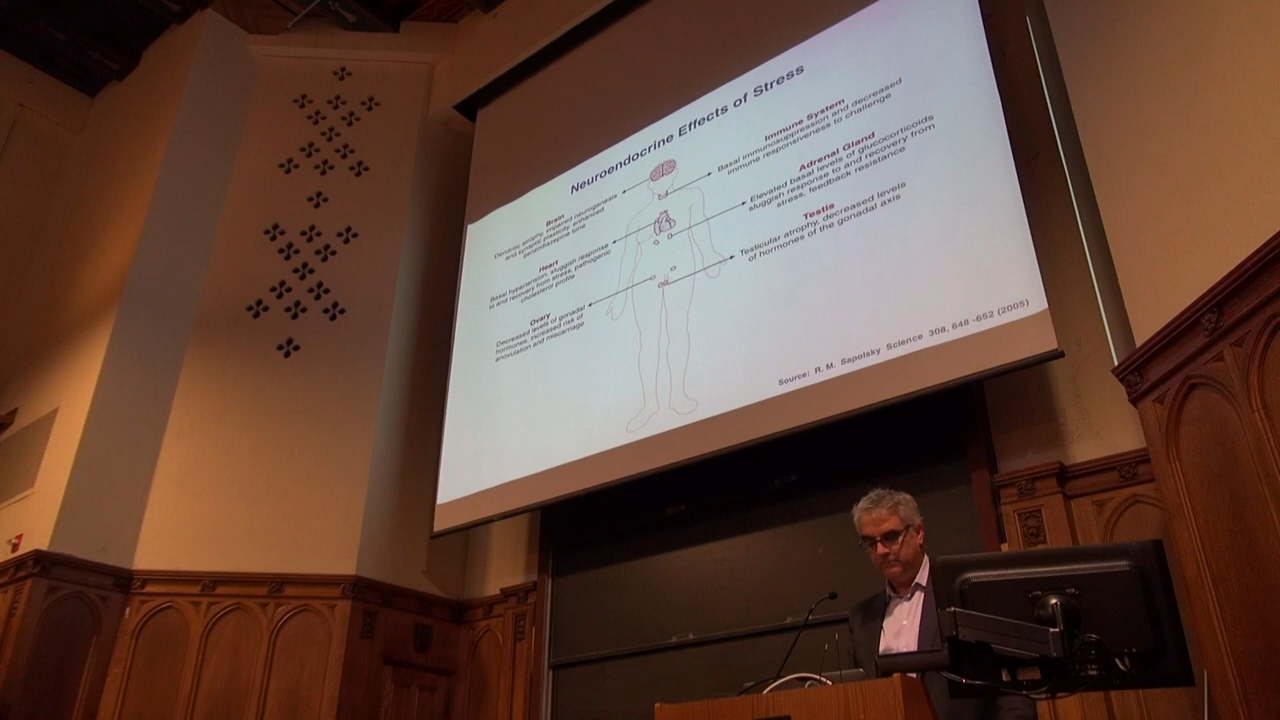 Neuroendocrine Effects of Stress
Brain
Dendritic atrophy, impaired neurogenesis
and synaptic plasticity, enhanced
benzodiazepine tone
Heart
Basal hypertension, sluggish response
to and recovery from stress, pathogenic
cholesterol profile
Ovary
Decreased levels of gonadal
hormones, increased risk of
anovulation and miscarriage
Immune System
Basal immunosuppression and decreased
immune responsiveness to challenge
Adrenal Gland
Elevated basal levels of glucocorticoids
sluggish response to and recovery from
stress, feedback resistance
Testis
Testicular atrophy, decreased levels
of hormones of the gonadal axis
Source: R. M. Sapolsky Science 308, 648 -652 (2005)